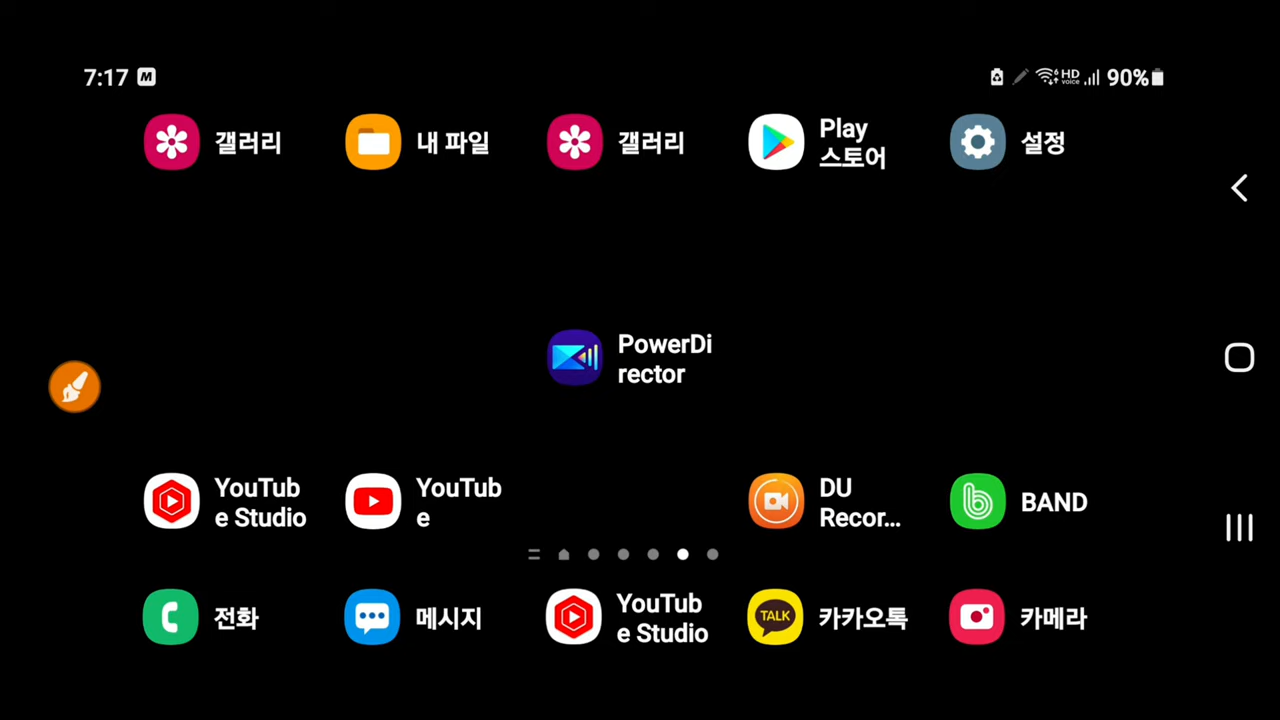 7:17 M
HD voice 90%
갤러리
내 파일
갤러리
Play
스토어
설정
PowerDi
rector
YouTub
e Studio
YouTub
e
DU
Recor...
BAND
전화
메시지
YouTub
e Studio
TALK
카카오톡
카메라